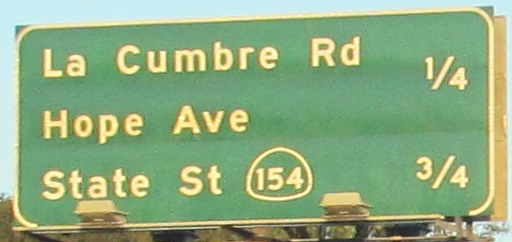 La Cumbre Rd 1/4
Hope Ave
State St 154 3/4